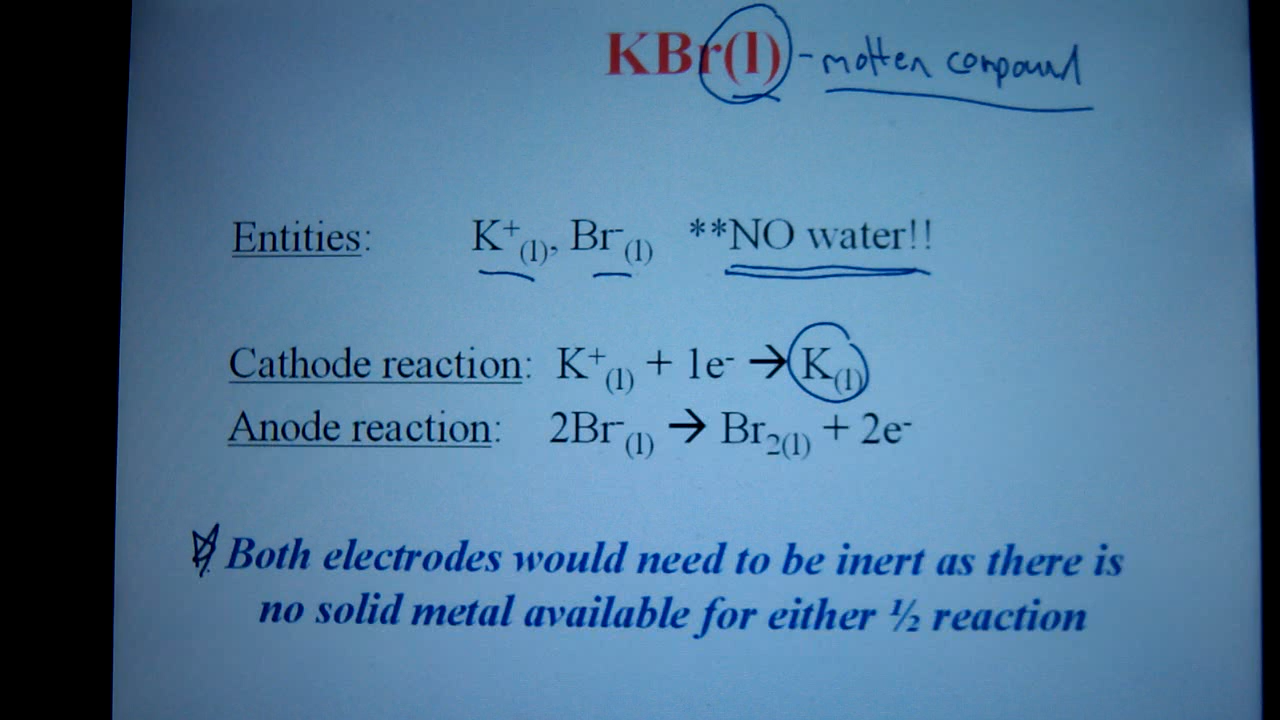 KBr(l) - molten compound
Entities: K⁺(l), Br⁻(l) **NO water!!
Cathode reaction: K⁺(l) + 1e⁻ → K(l)
Anode reaction: 2Br⁻(l) → Br₂(l) + 2e⁻
Both electrodes would need to be inert as there is
no solid metal available for either ½ reaction